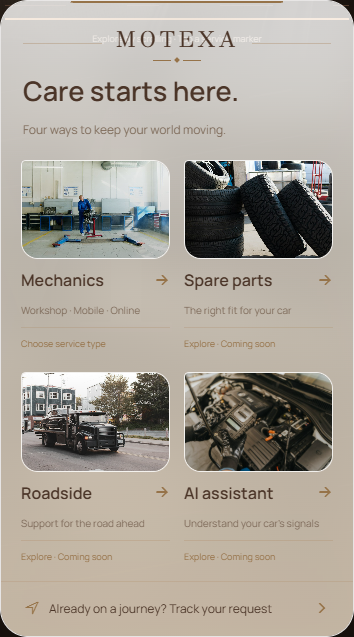 MOTEXA
Care starts here.
Four ways to keep your world moving.
Mechanics →
Workshop · Mobile · Online
Choose service type
Spare parts →
The right fit for your car
Explore · Coming soon
Roadside →
Support for the road ahead
Explore · Coming soon
AI assistant →
Understand your car's signals
Explore · Coming soon
Already on a journey? Track your request